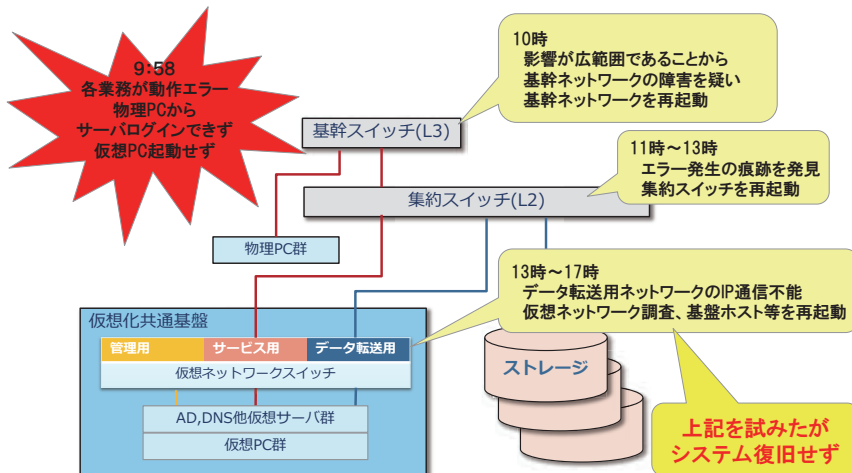 9:58
各業務が動作エラー
物理PCから
サーバログインできず
仮想PC起動せず
10時
影響が広範囲であることから
基幹ネットワークの障害を疑い
基幹ネットワークを再起動
基幹スイッチ(L3)
11時～13時
エラー発生の痕跡を発見
集約スイッチを再起動
集約スイッチ(L2)
物理PC群
13時～17時
データ転送用ネットワークのIP通信不能
仮想ネットワーク調査、基盤ホスト等を再起動
仮想化共通基盤
管理用
サービス用
データ転送用
仮想ネットワークスイッチ
AD,DNS他仮想サーバ群
仮想PC群
ストレージ
上記を試みたが
システム復旧せず